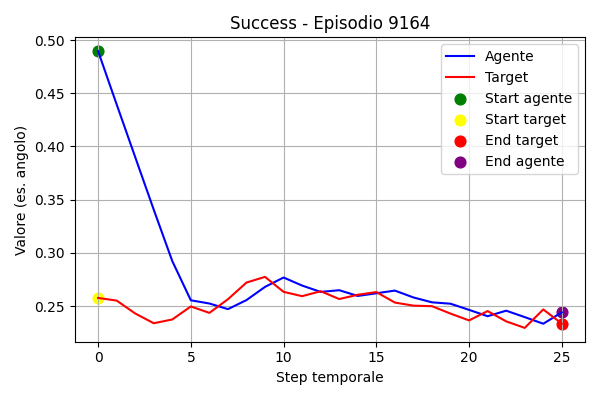 Success - Episodio 9164
Valore (es. angolo)
0.50
0.45
0.40
0.35
0.30
0.25
Agente
Target
Start agente
Start target
End target
End agente
0 5 10 15 20 25
Step temporale